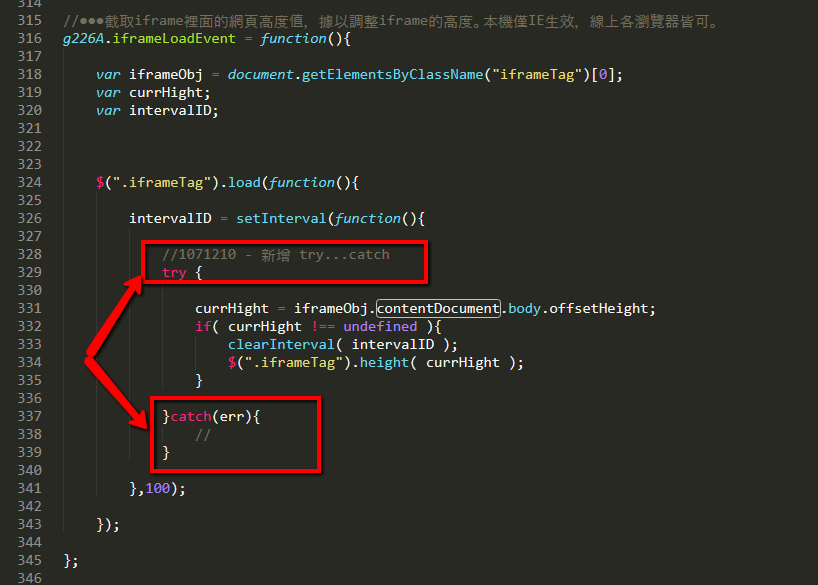 314
315 //●●●截取iframe裡面的網頁高度值, 據以調整iframe的高度。本機僅IE生效, 線上各瀏覽器皆可。
316 g226A.iframeLoadEvent = function(){
317
318 var iframeObj = document.getElementsByClassName("iframeTag")[0];
319 var currHight;
320 var intervalID;
321
322
323
324 $(".iframeTag").load(function(){
325
326 intervalID = setInterval(function(){
327
328 //1071210 - 新增 try...catch
329 try {
330
331 currHight = iframeObj.contentDocument.body.offsetHeight;
332 if( currHight !== undefined ){
333 clearInterval( intervalID );
334 $(".iframeTag").height( currHight );
335 }
336
337 }catch(err){
338 //
339 }
340
341 },100);
342
343 });
344
345 };
346